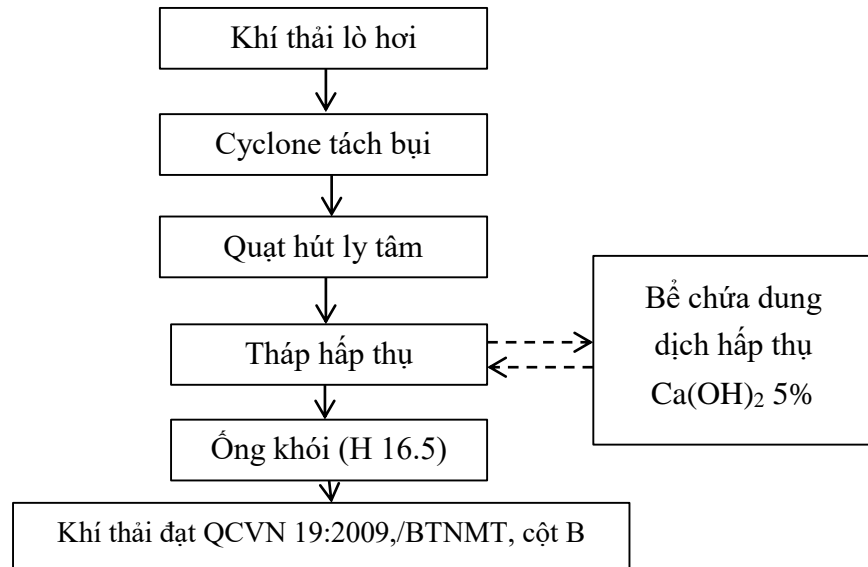 Khí thải lò hơi
Cyclone tách bụi
Quạt hút ly tâm
Tháp hấp thụ
Bể chứa dung
dịch hấp thụ
Ca(OH)₂ 5%
Ống khói (H 16.5)
Khí thải đạt QCVN 19:2009,/BTNMT, cột B